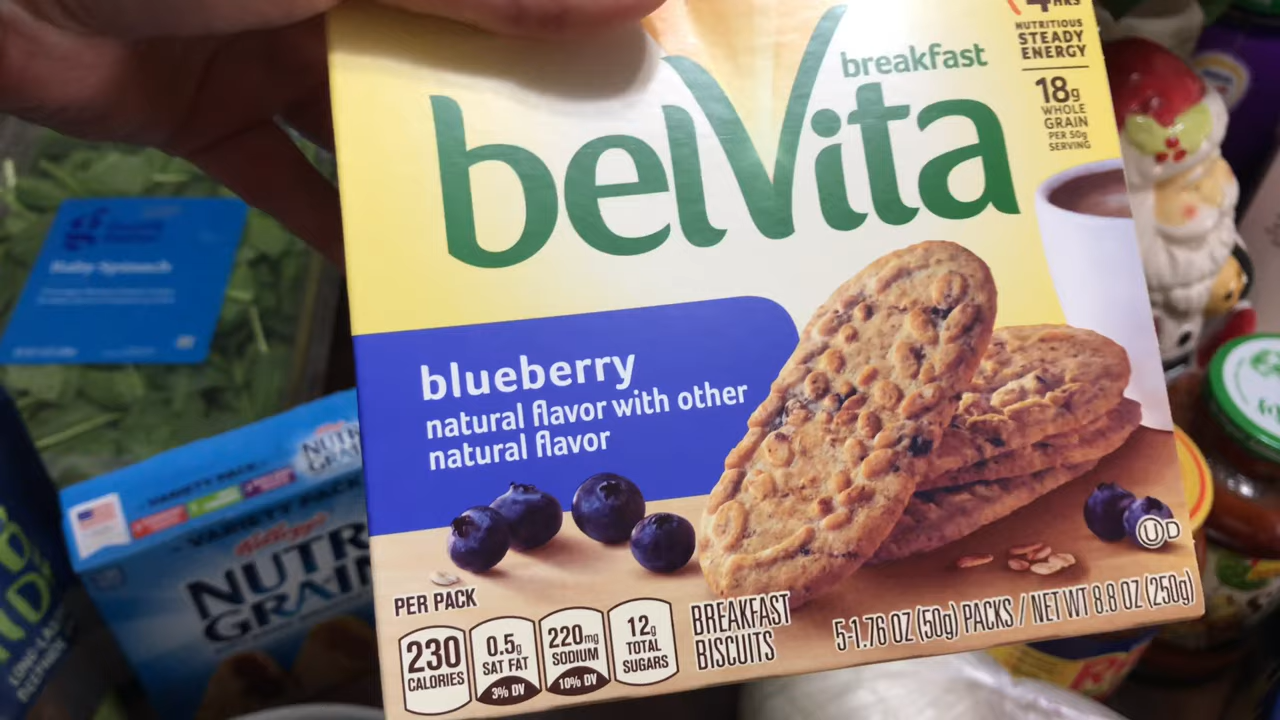 4 HRS
NUTRITIOUS
STEADY
ENERGY
18g
WHOLE
GRAIN
PER 50g
SERVING
breakfast
belVita
blueberry
natural flavor with other
natural flavor
PER PACK
230
CALORIES
0.5g
SAT FAT
3% DV
220mg
SODIUM
10% DV
12g
TOTAL
SUGARS
BREAKFAST
BISCUITS
5-1.76 OZ (50g) PACKS / NET WT 8.8 OZ (250g)
U D
Baby Spinach
VARIETY PACK
VARIETY PACK
Kellogg's
NUTRI
GRAIN